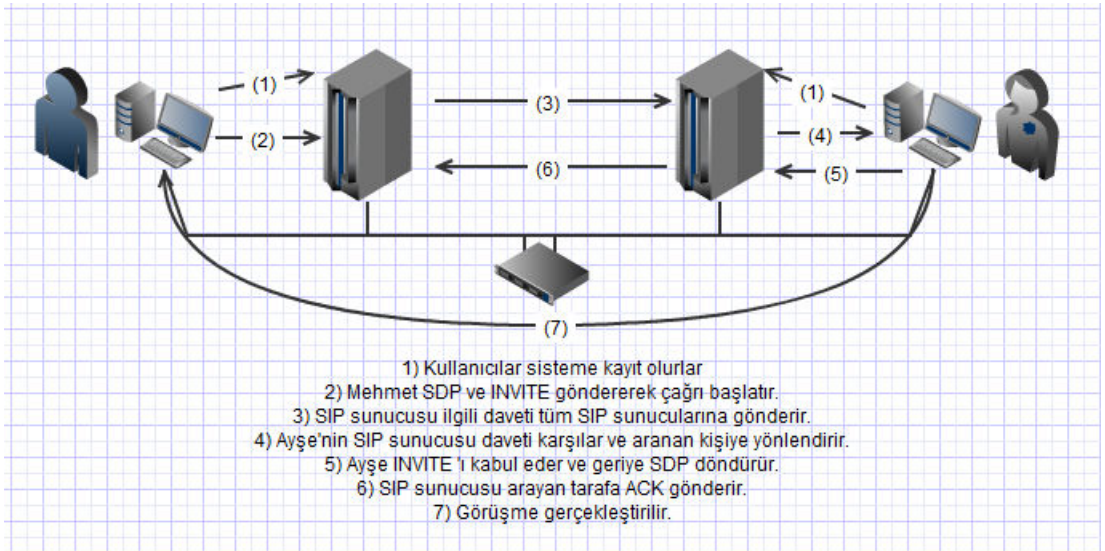 (1)
(1)
(3)
(2)
(4)
(6)
(5)
(7)
1) Kullanıcılar sisteme kayıt olurlar
2) Mehmet SDP ve INVITE göndererek çağrı başlatır.
3) SIP sunucusu ilgili daveti tüm SIP sunucularına gönderir.
4) Ayşe'nin SIP sunucusu daveti karşılar ve aranan kişiye yönlendirir.
5) Ayşe INVITE 'ı kabul eder ve geriye SDP döndürür.
6) SIP sunucusu arayan tarafa ACK gönderir.
7) Görüşme gerçekleştirilir.